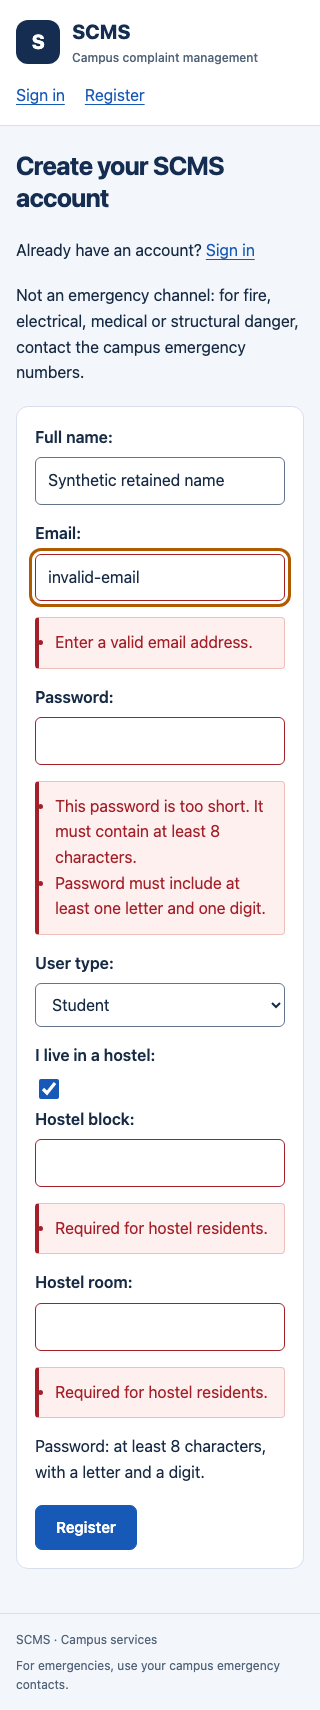 S
SCMS
Campus complaint management
Sign in Register
Create your SCMS
account
Already have an account? Sign in
Not an emergency channel: for fire,
electrical, medical or structural danger,
contact the campus emergency
numbers.
Full name:
Synthetic retained name
Email:
invalid-email
• Enter a valid email address.
Password:
• This password is too short. It
must contain at least 8
characters.
• Password must include at
least one letter and one digit.
User type:
Student
I live in a hostel:
Hostel block:
• Required for hostel residents.
Hostel room:
• Required for hostel residents.
Password: at least 8 characters,
with a letter and a digit.
Register
SCMS · Campus services
For emergencies, use your campus emergency
contacts.